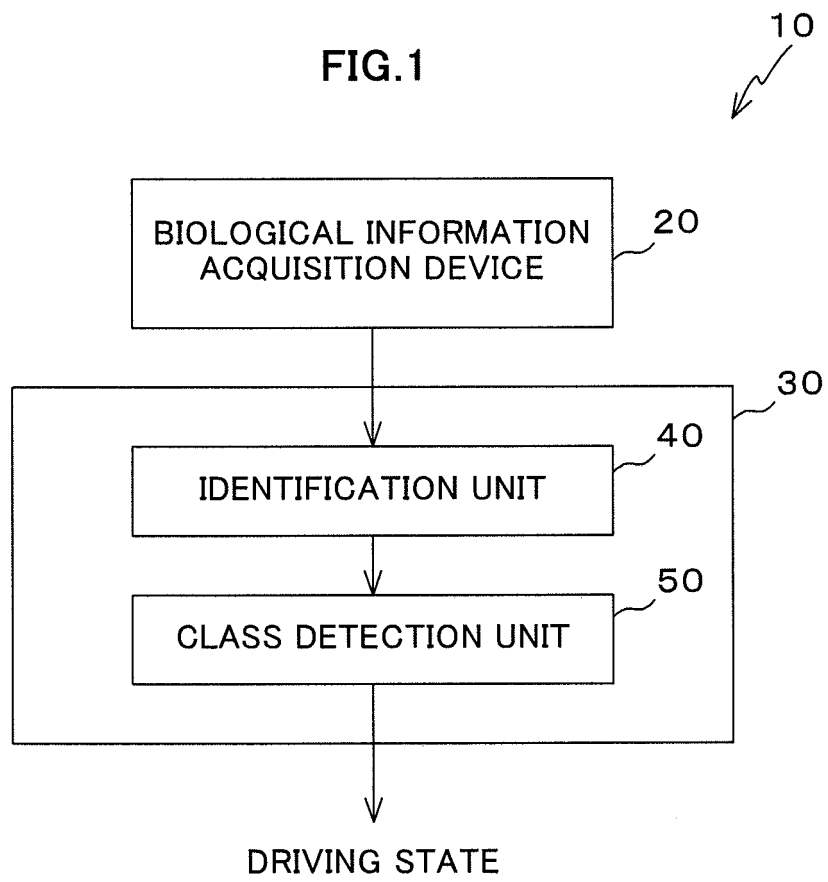 10
FIG.1
BIOLOGICAL INFORMATION
ACQUISITION DEVICE
20
30
40
IDENTIFICATION UNIT
50
CLASS DETECTION UNIT
DRIVING STATE